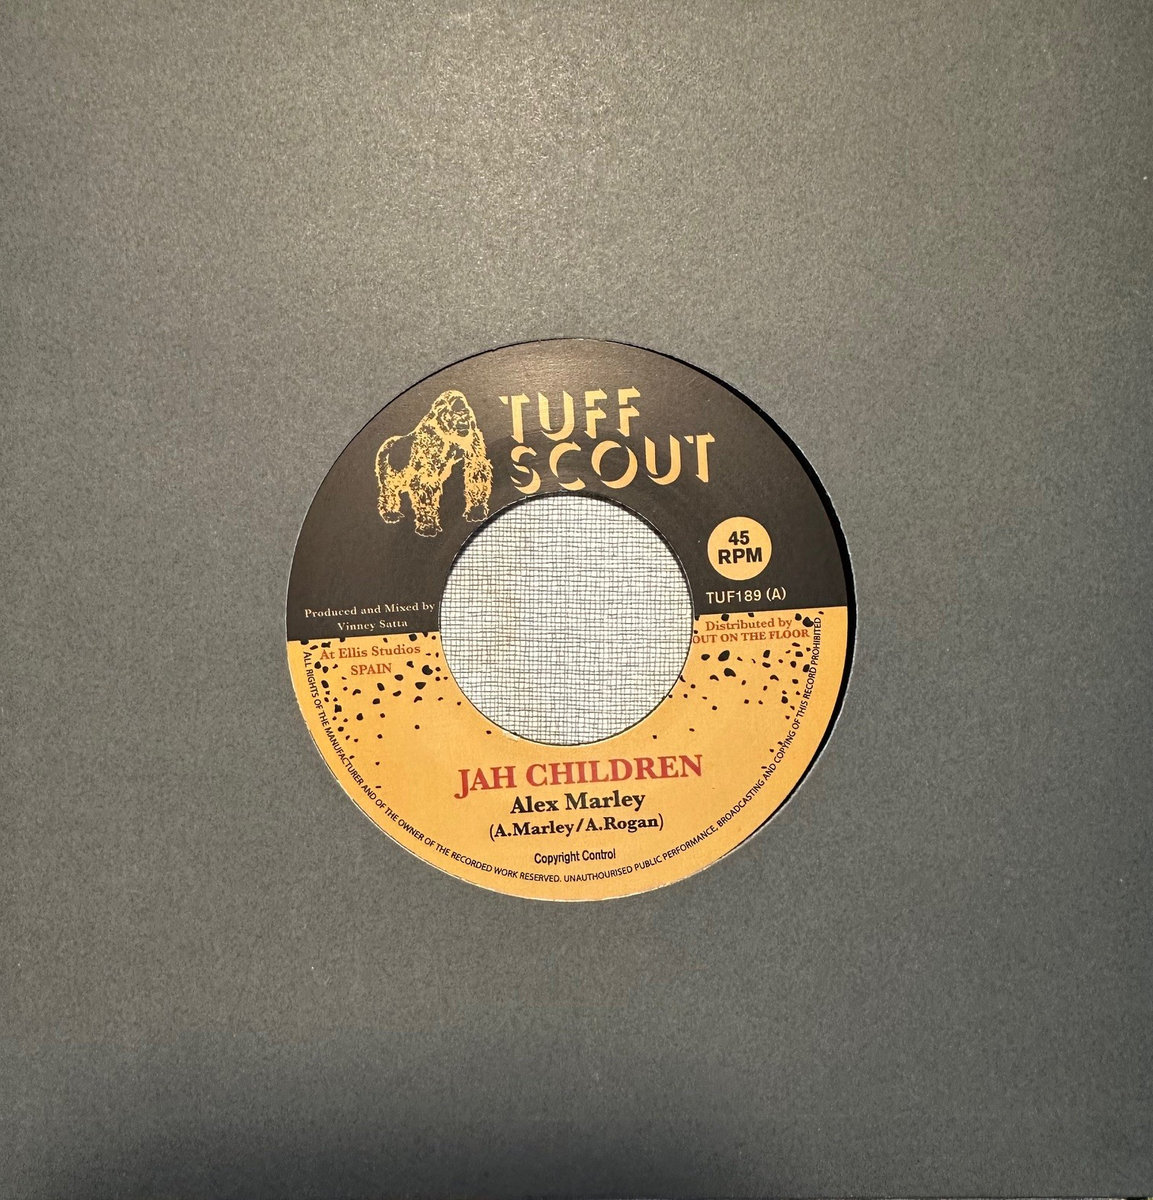 TUFF
SCOUT
45
RPM
TUF189 (A)
Produced and Mixed by
Vinney Satta
At Ellis Studios
SPAIN
Distributed by
OUT ON THE FLOOR
JAH CHILDREN
Alex Marley
(A.Marley/A.Rogan)
Copyright Control
ALL RIGHTS OF THE MANUFACTURER AND OF THE OWNER OF THE RECORDED WORK RESERVED. UNAUTHOURISED PUBLIC PERFORMANCE, BROADCASTING AND COPYING OF THIS RECORD PROHIBITED